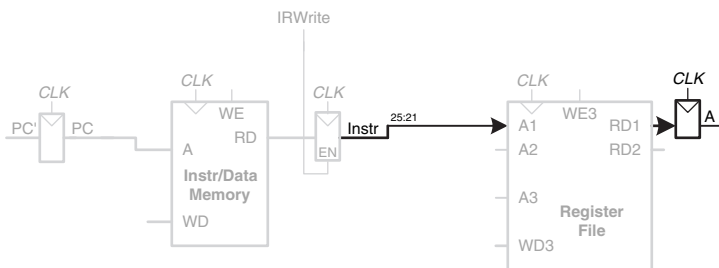 IRWrite
CLK
CLK
CLK
CLK
CLK
PC'
PC
WE
RD
A
Instr/Data
Memory
WD
EN
Instr
25:21
WE3
A1
RD1
A2
RD2
A3
Register
File
WD3
A